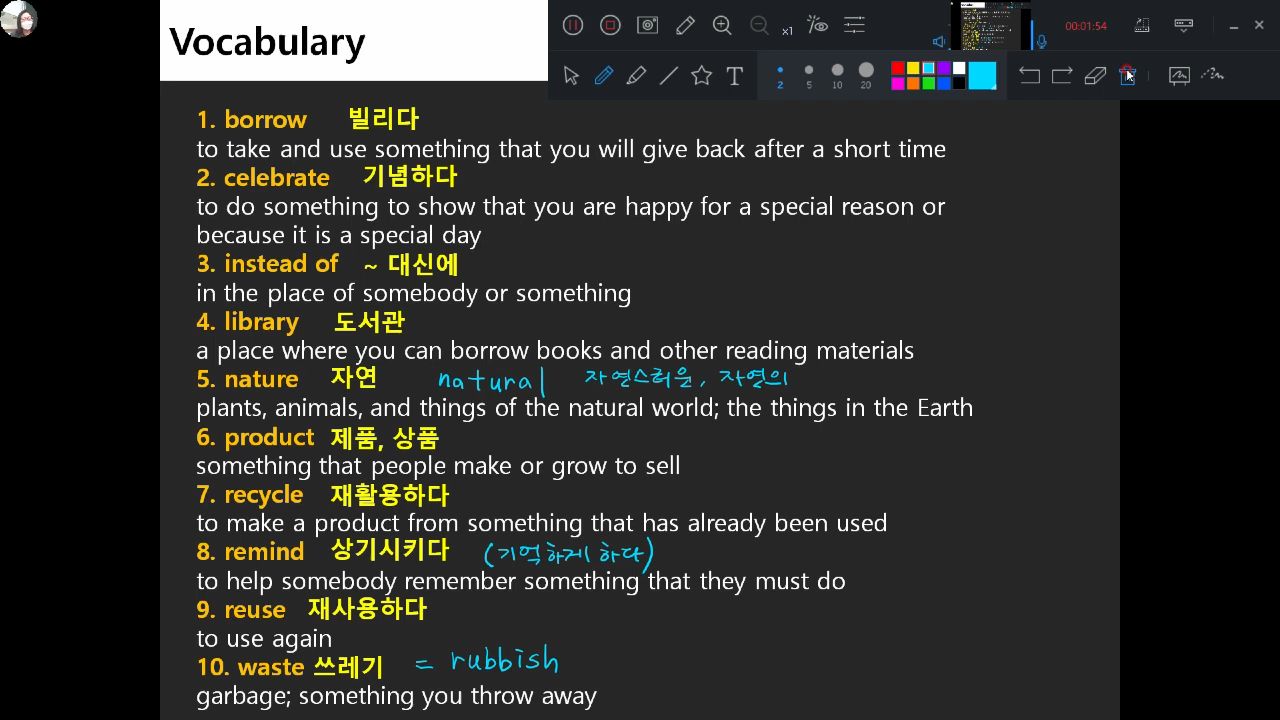 Vocabulary
x1
00:01:54
2 5 10 20
1. borrow 빌리다
to take and use something that you will give back after a short time
2. celebrate 기념하다
to do something to show that you are happy for a special reason or
because it is a special day
3. instead of ~ 대신에
in the place of somebody or something
4. library 도서관
a place where you can borrow books and other reading materials
5. nature 자연 natural 자연스러운, 자연의
plants, animals, and things of the natural world; the things in the Earth
6. product 제품, 상품
something that people make or grow to sell
7. recycle 재활용하다
to make a product from something that has already been used
8. remind 상기시키다 (기억하게 하다)
to help somebody remember something that they must do
9. reuse 재사용하다
to use again
10. waste 쓰레기 = rubbish
garbage; something you throw away